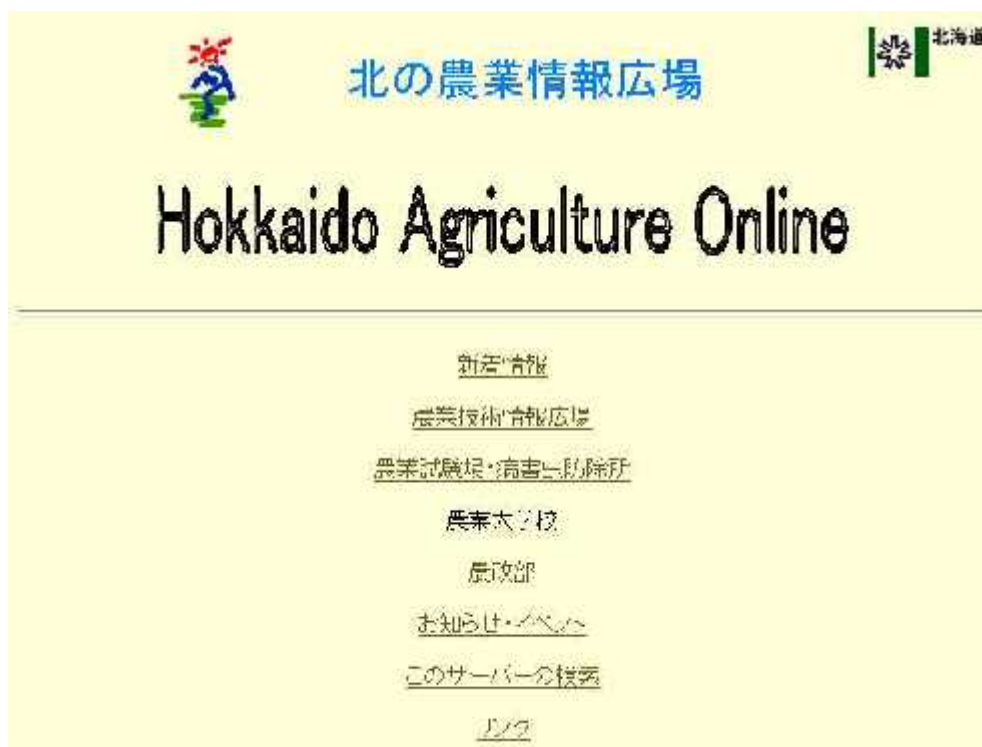 北の農業情報広場
北海道
Hokkaido Agriculture Online
新着情報
農業技術情報広場
農業試験場・病害虫防除所
農業大学校
農政部
お知らせ・イベント
このサーバーの検索
リンク